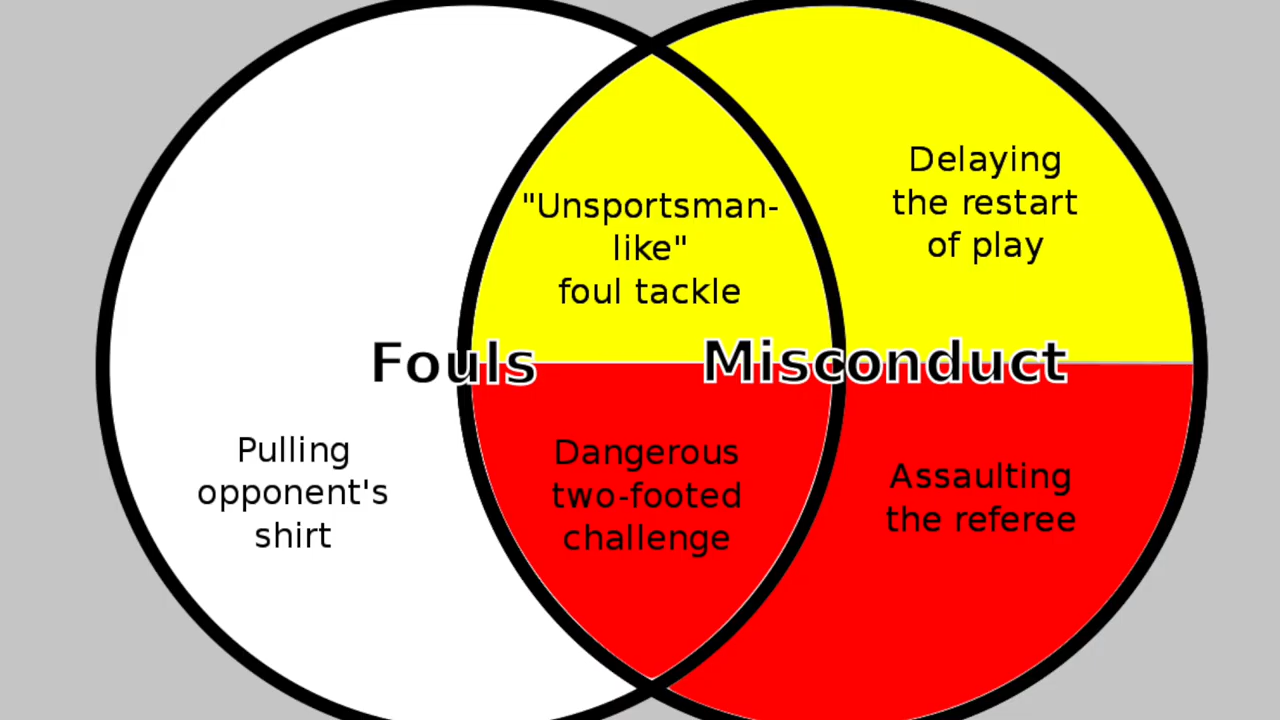 "Unsportsman-
like"
foul tackle
Delaying
the restart
of play
Fouls
Misconduct
Pulling
opponent's
shirt
Dangerous
two-footed
challenge
Assaulting
the referee